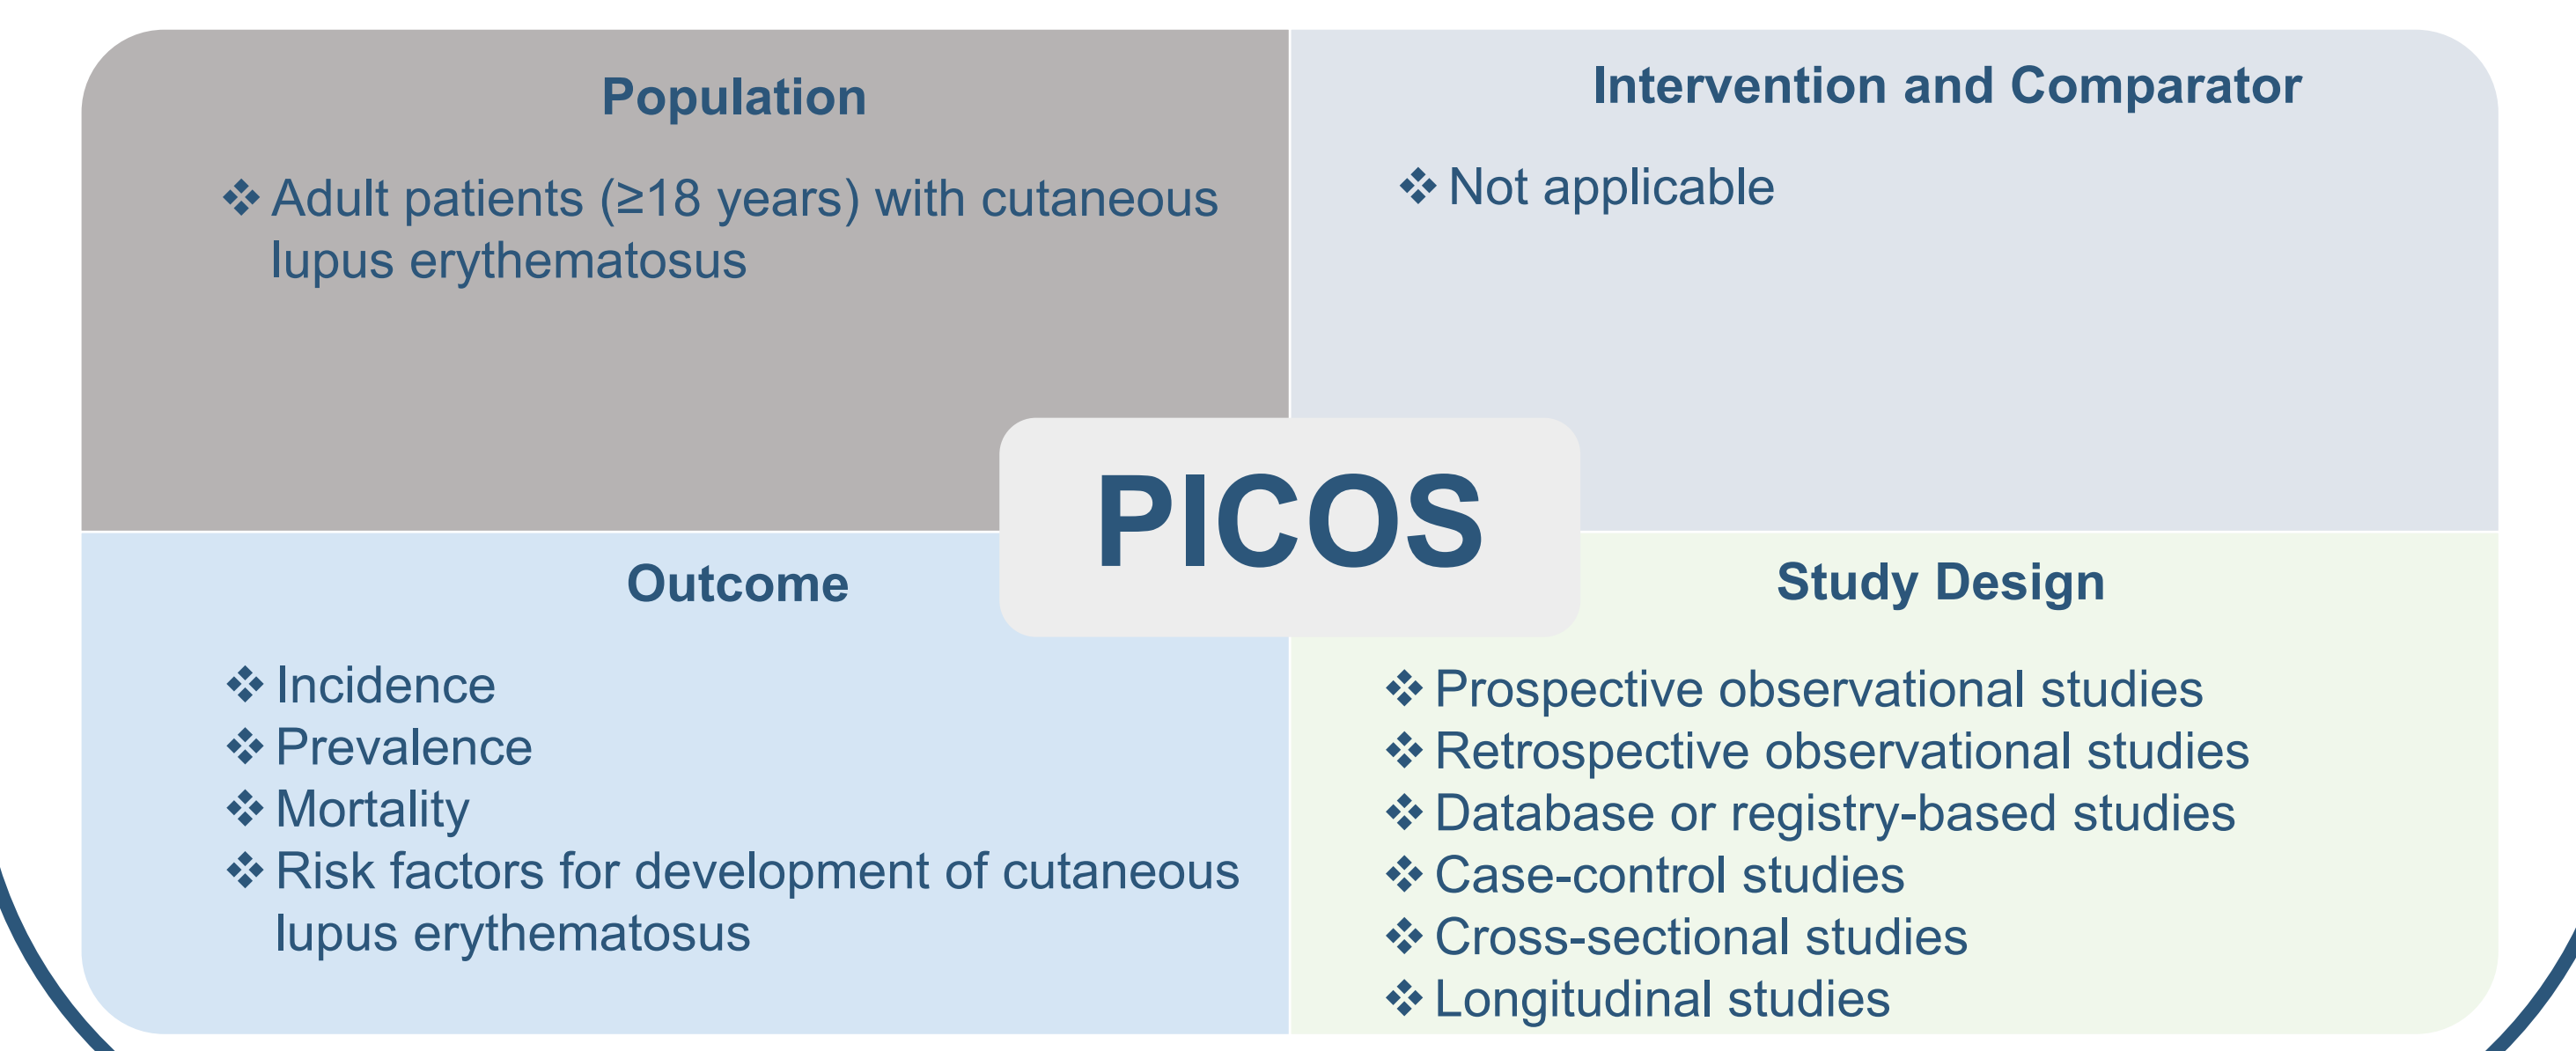 Population
❖ Adult patients (≥18 years) with cutaneous
lupus erythematosus
Intervention and Comparator
❖ Not applicable
PICOS
Outcome
❖ Incidence
❖ Prevalence
❖ Mortality
❖ Risk factors for development of cutaneous
lupus erythematosus
Study Design
❖ Prospective observational studies
❖ Retrospective observational studies
❖ Database or registry-based studies
❖ Case-control studies
❖ Cross-sectional studies
❖ Longitudinal studies